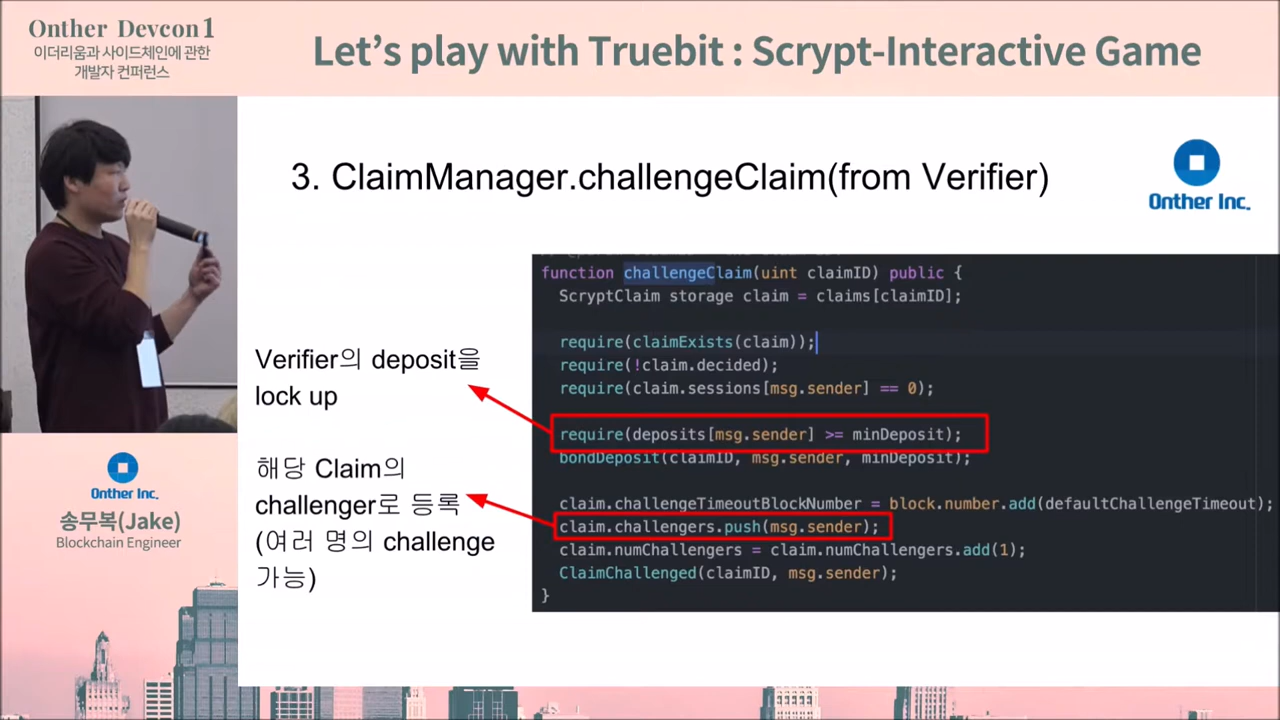 Onther Devcon 1
이더리움과 사이드체인에 관한
개발자 컨퍼런스
Let's play with Truebit : Scrypt-Interactive Game
3. ClaimManager.challengeClaim(from Verifier)
Onther Inc.
Verifier의 deposit을
lock up
해당 Claim의
challenger로 등록
(여러 명의 challenge
가능)
function challengeClaim(uint claimID) public {
ScryptClaim storage claim = claims[claimID];
require(claimExists(claim));
require(!claim.decided);
require(claim.sessions[msg.sender] == 0);
require(deposits[msg.sender] >= minDeposit);
bondDeposit(claimID, msg.sender, minDeposit);
claim.challengeTimeoutBlockNumber = block.number.add(defaultChallengeTimeout);
claim.challengers.push(msg.sender);
claim.numChallengers = claim.numChallengers.add(1);
ClaimChallenged(claimID, msg.sender);
}
Onther Inc.
송무복(Jake)
Blockchain Engineer